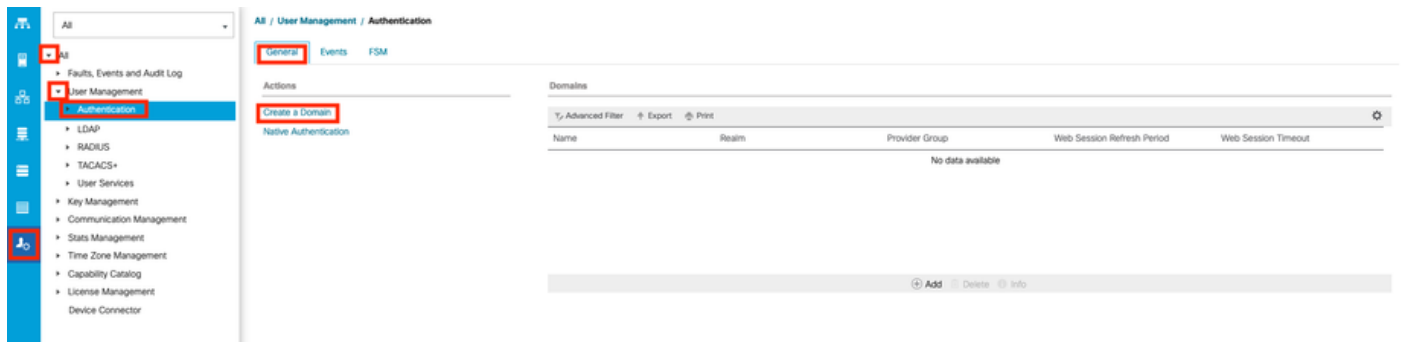 All
All
Faults, Events and Audit Log
User Management
Authentication
LDAP
RADIUS
TACACS+
User Services
Key Management
Communication Management
Stats Management
Time Zone Management
Capability Catalog
License Management
Device Connector
All / User Management / Authentication
General Events FSM
Actions
Create a Domain
Native Authentication
Domains
Advanced Filter Export Print
Name Realm Provider Group Web Session Refresh Period Web Session Timeout
No data available
Add Delete Info